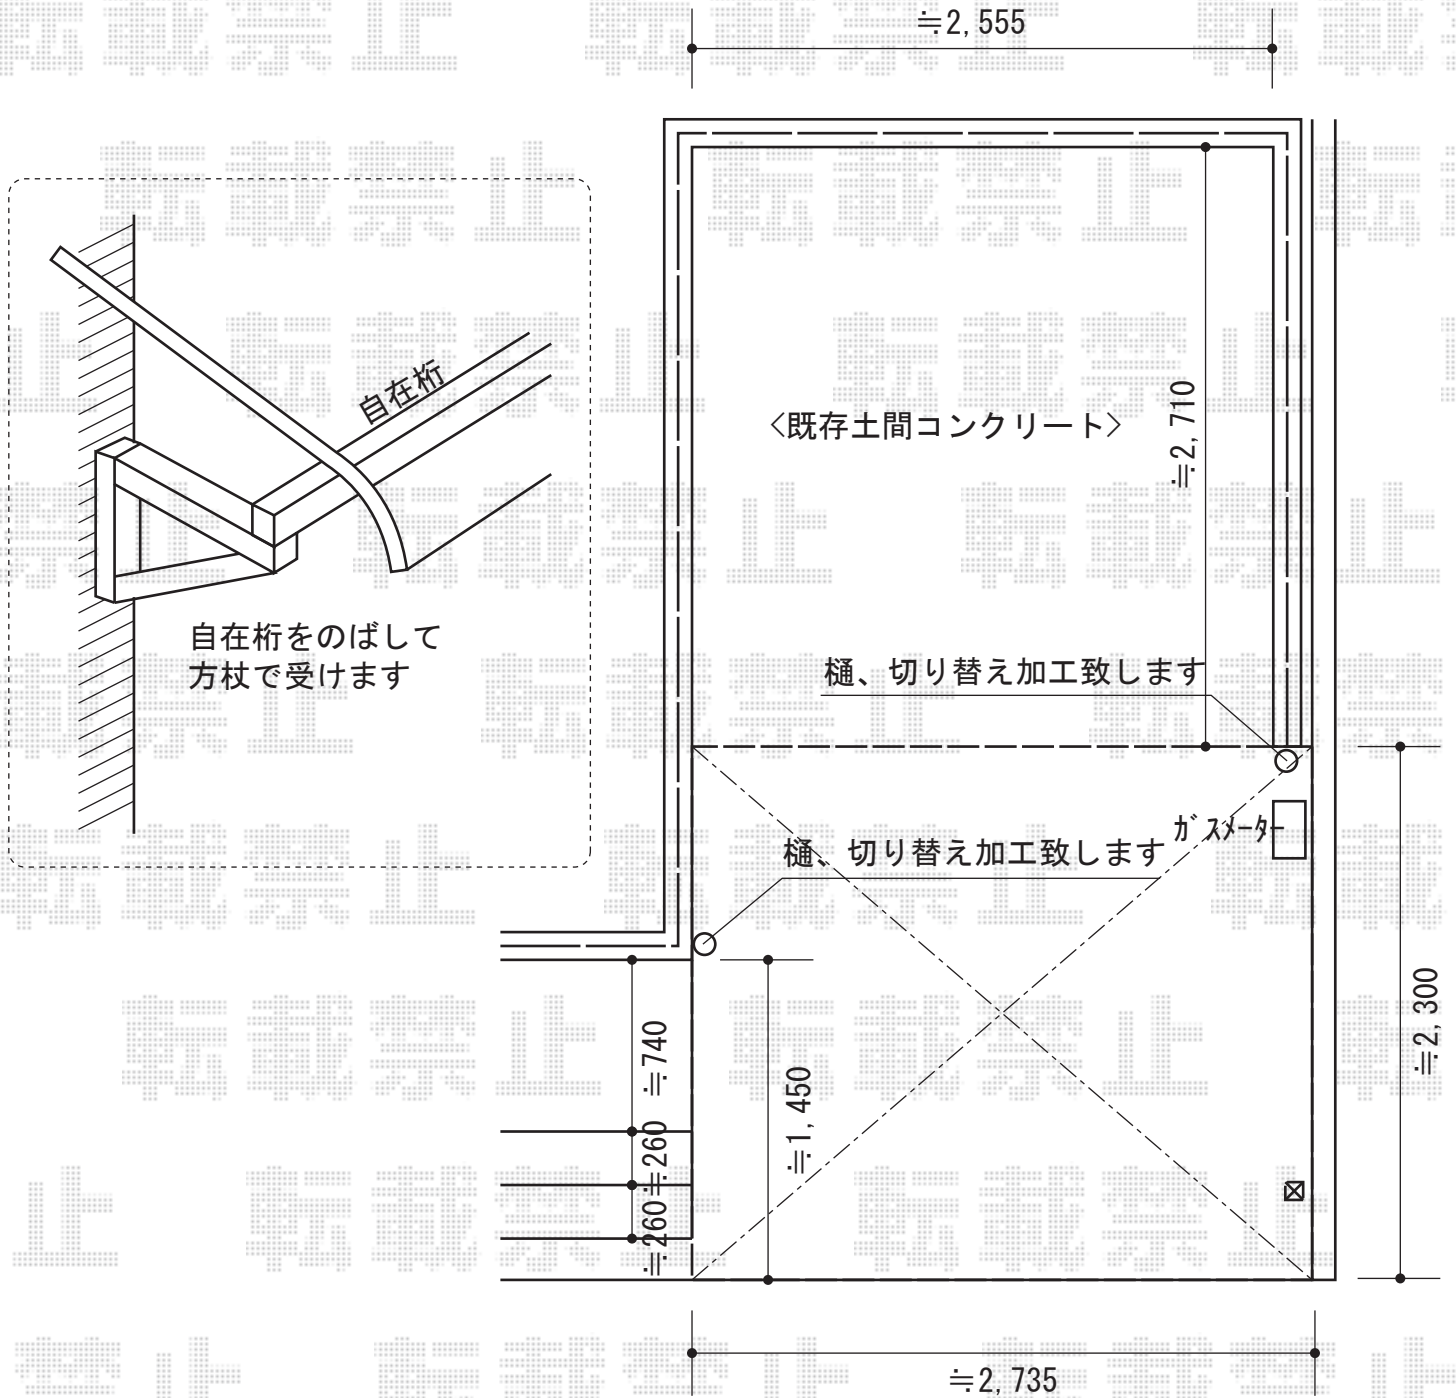 ≒2,555
自在桁
<既存土間コンクリート>
≒2,710
自在桁をのばして
方杖で受けます
樋、切り替え加工致します
ガスメーター
樋、切り替え加工致します
≒740
≒260
≒260
≒1,450
≒2,300
≒2,735
転載禁止